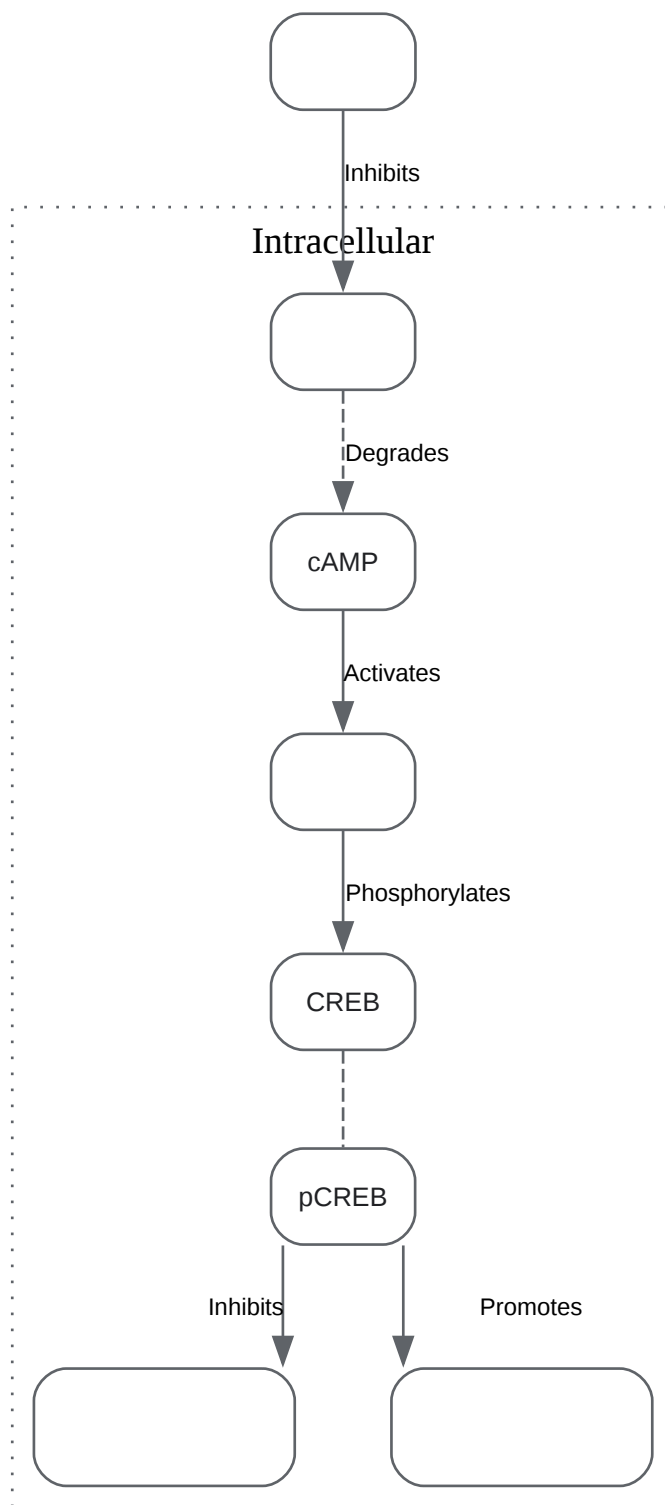 Inhibits
Intracellular
Degrades
cAMP
Activates
Phosphorylates
CREB
pCREB
Inhibits
Promotes